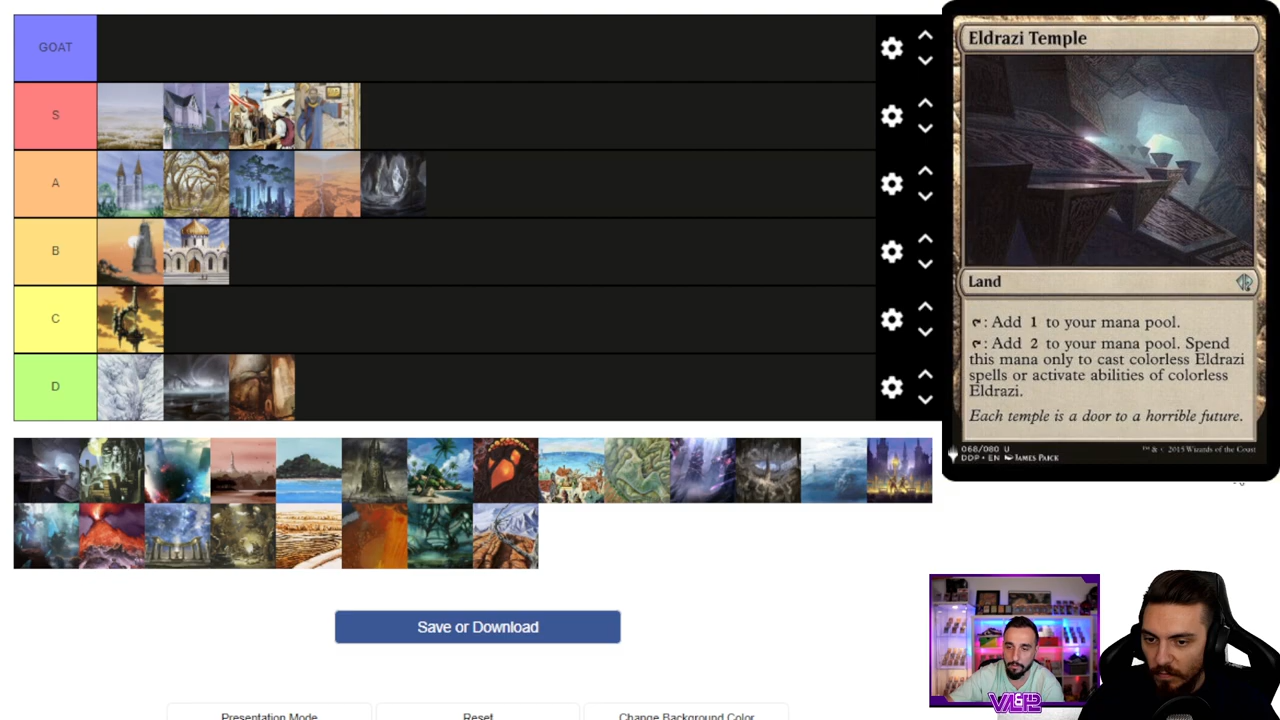 GOAT
S
A
B
C
D
Eldrazi Temple
Land
: Add 1 to your mana pool.
: Add 2 to your mana pool. Spend
this mana only to cast colorless Eldrazi
spells or activate abilities of colorless
Eldrazi.
Each temple is a door to a horrible future.
068/080 U
DDP • EN JAMES PAICK
™ & © 2015 Wizards of the Coast
Save or Download
Presentation Mode
Reset
Change Background Color